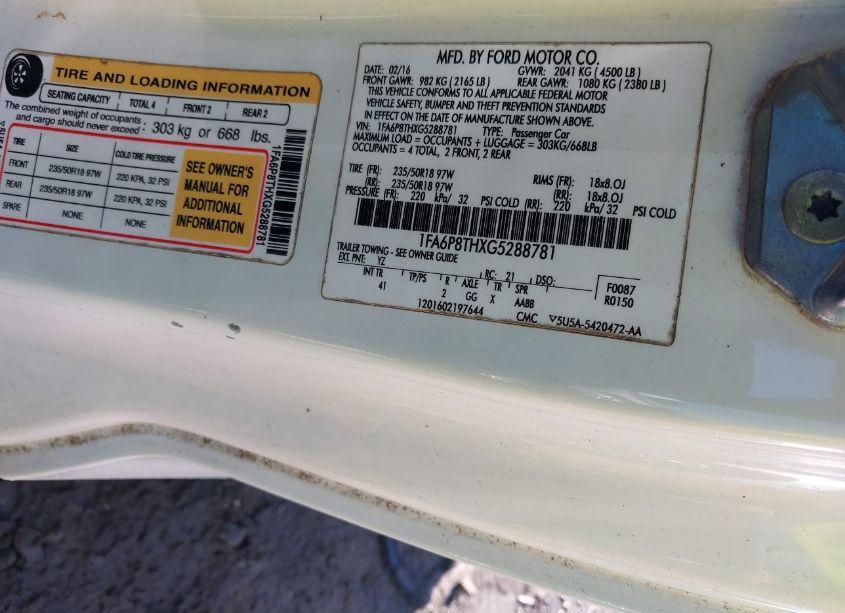 TIRE AND LOADING INFORMATION
SEATING CAPACITY TOTAL 4 FRONT 2 REAR 2
The combined weight of occupants and cargo should never exceed : 303 kg or 668 lbs.
TIRE SIZE COLD TIRE PRESSURE
FRONT 235/50R18 97W 220 KPA, 32 PSI
REAR 235/50R18 97W 220 KPA, 32 PSI
SPARE NONE NONE
SEE OWNER'S
MANUAL FOR
ADDITIONAL
INFORMATION
1FA6P8THXG5288781
MFD. BY FORD MOTOR CO.
DATE: 02/16 GVWR: 2041 KG ( 4500 LB )
FRONT GAWR: 982 KG ( 2165 LB ) REAR GAWR: 1080 KG ( 2380 LB )
THIS VEHICLE CONFORMS TO ALL APPLICABLE FEDERAL MOTOR
VEHICLE SAFETY, BUMPER AND THEFT PREVENTION STANDARDS
IN EFFECT ON THE DATE OF MANUFACTURE SHOWN ABOVE.
VIN: 1FA6P8THXG5288781 TYPE: Passenger Car
MAXIMUM LOAD = OCCUPANTS + LUGGAGE = 303KG/668LB
OCCUPANTS = 4 TOTAL, 2 FRONT, 2 REAR
TIRE (FR): 235/50R18 97W RIMS (FR): 18x8.0J
(RR): 235/50R18 97W (RR): 18x8.0J
PRESSURE (FR): 220 kPa/ 32 PSI COLD (RR): 220 kPa/ 32 PSI COLD
1FA6P8THXG5288781
TRAILER TOWING - SEE OWNER GUIDE
EXT. PNT: YZ RC: 21 DSO:
INT TR TP/PS R AXLE TR SPR F0087
41 2 GG X AABB R0150
1201602197644 CMC ▽5U5A-5420472-AA